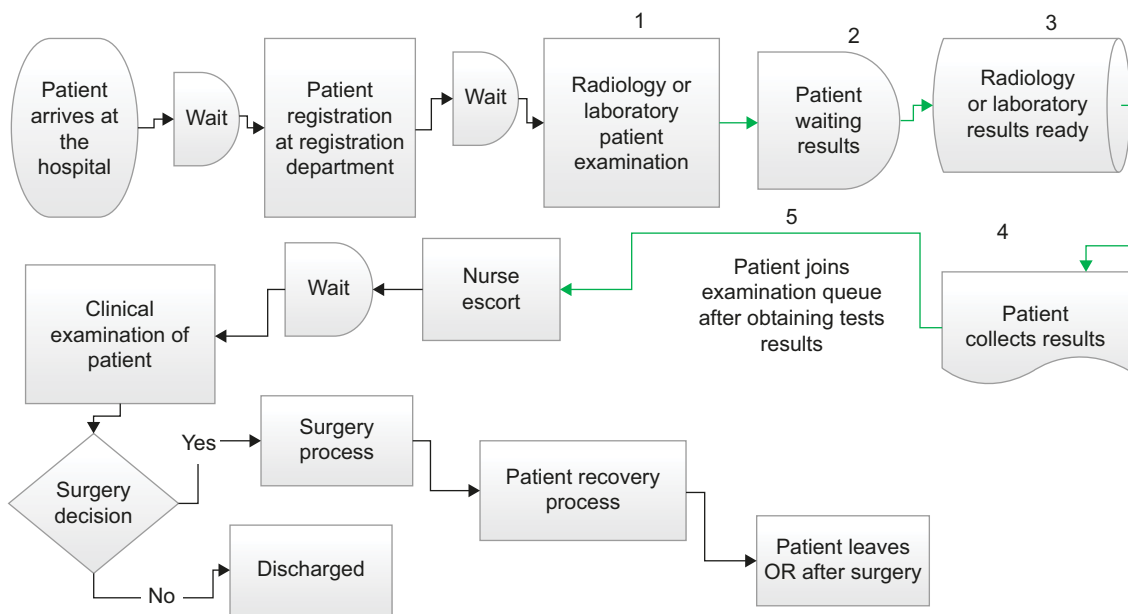 1
2
3
Patient
arrives at
the
hospital
Wait
Patient
registration
at registration
department
Wait
Radiology or
laboratory
patient
examination
Patient
waiting
results
Radiology
or laboratory
results ready
5
4
Clinical
examination of
patient
Wait
Nurse
escort
Patient joins
examination queue
after obtaining tests
results
Patient
collects results
Surgery
decision
Yes
Surgery
process
Patient recovery
process
Patient leaves
OR after surgery
No
Discharged